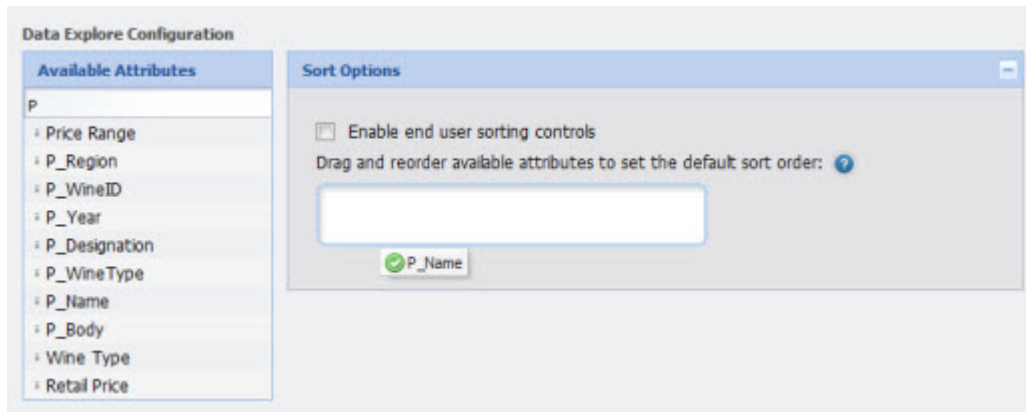 Data Explore Configuration
Available Attributes
P
Price Range
P_Region
P_WineID
P_Year
P_Designation
P_WineType
P_Name
P_Body
Wine Type
Retail Price
Sort Options
Enable end user sorting controls
Drag and reorder available attributes to set the default sort order:
P_Name